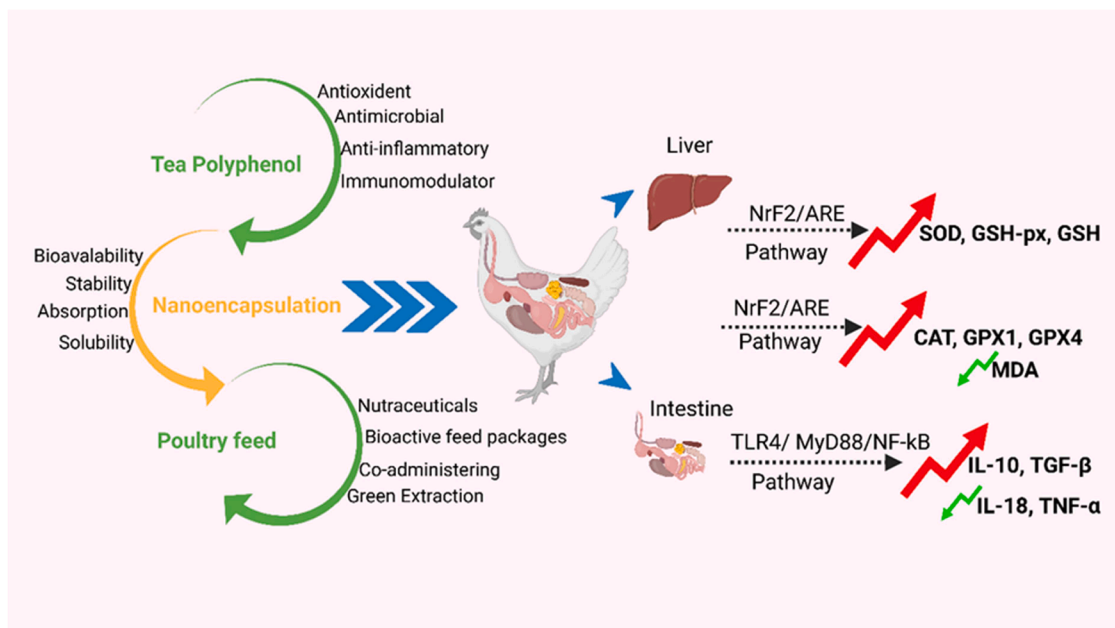 Antioxident
Antimicrobial
Anti-inflammatory
Immunomodulator
Tea Polyphenol
Bioavalability
Stability
Absorption
Solubility
Nanoencapsulation
Poultry feed
Nutraceuticals
Bioactive feed packages
Co-administering
Green Extraction
Liver
NrF2/ARE
Pathway
SOD, GSH-px, GSH
NrF2/ARE
Pathway
CAT, GPX1, GPX4
MDA
Intestine
TLR4/ MyD88/NF-kB
Pathway
IL-10, TGF-β
IL-18, TNF-α